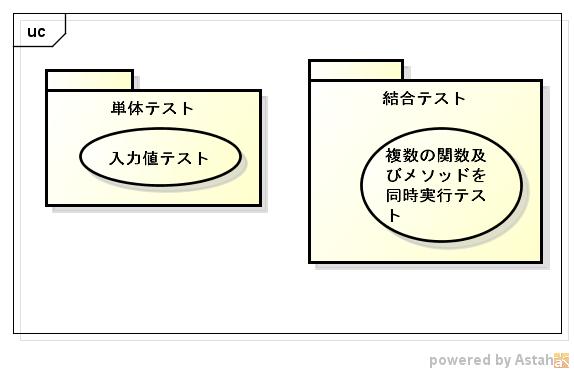 uc
単体テスト
入力値テスト
結合テスト
複数の関数及
びメソッドを
同時実行テス
ト
powered by Astah